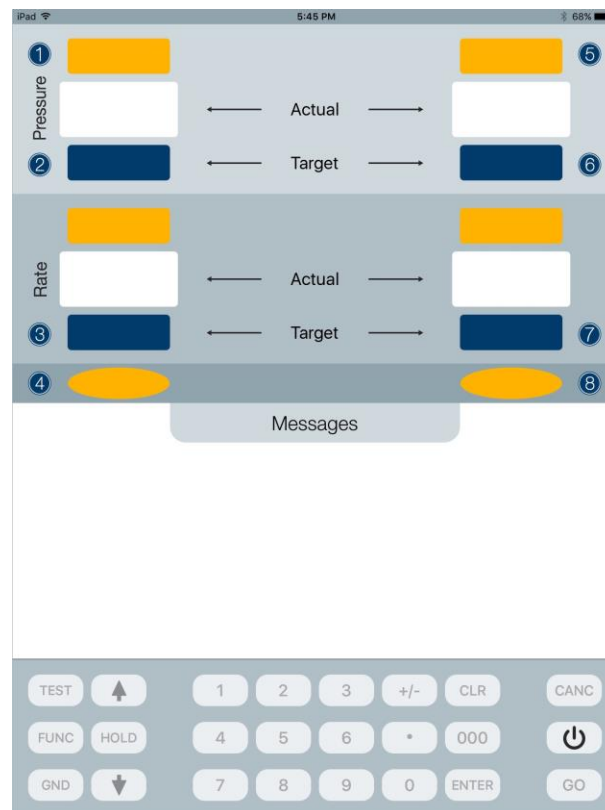 iPad 5:45 PM 68%
1 5
Pressure
Actual
2 Target 6
Rate
Actual
3 Target 7
4 8
Messages
TEST 1 2 3 +/- CLR CANC
FUNC HOLD 4 5 6 • 000
GND 7 8 9 0 ENTER GO